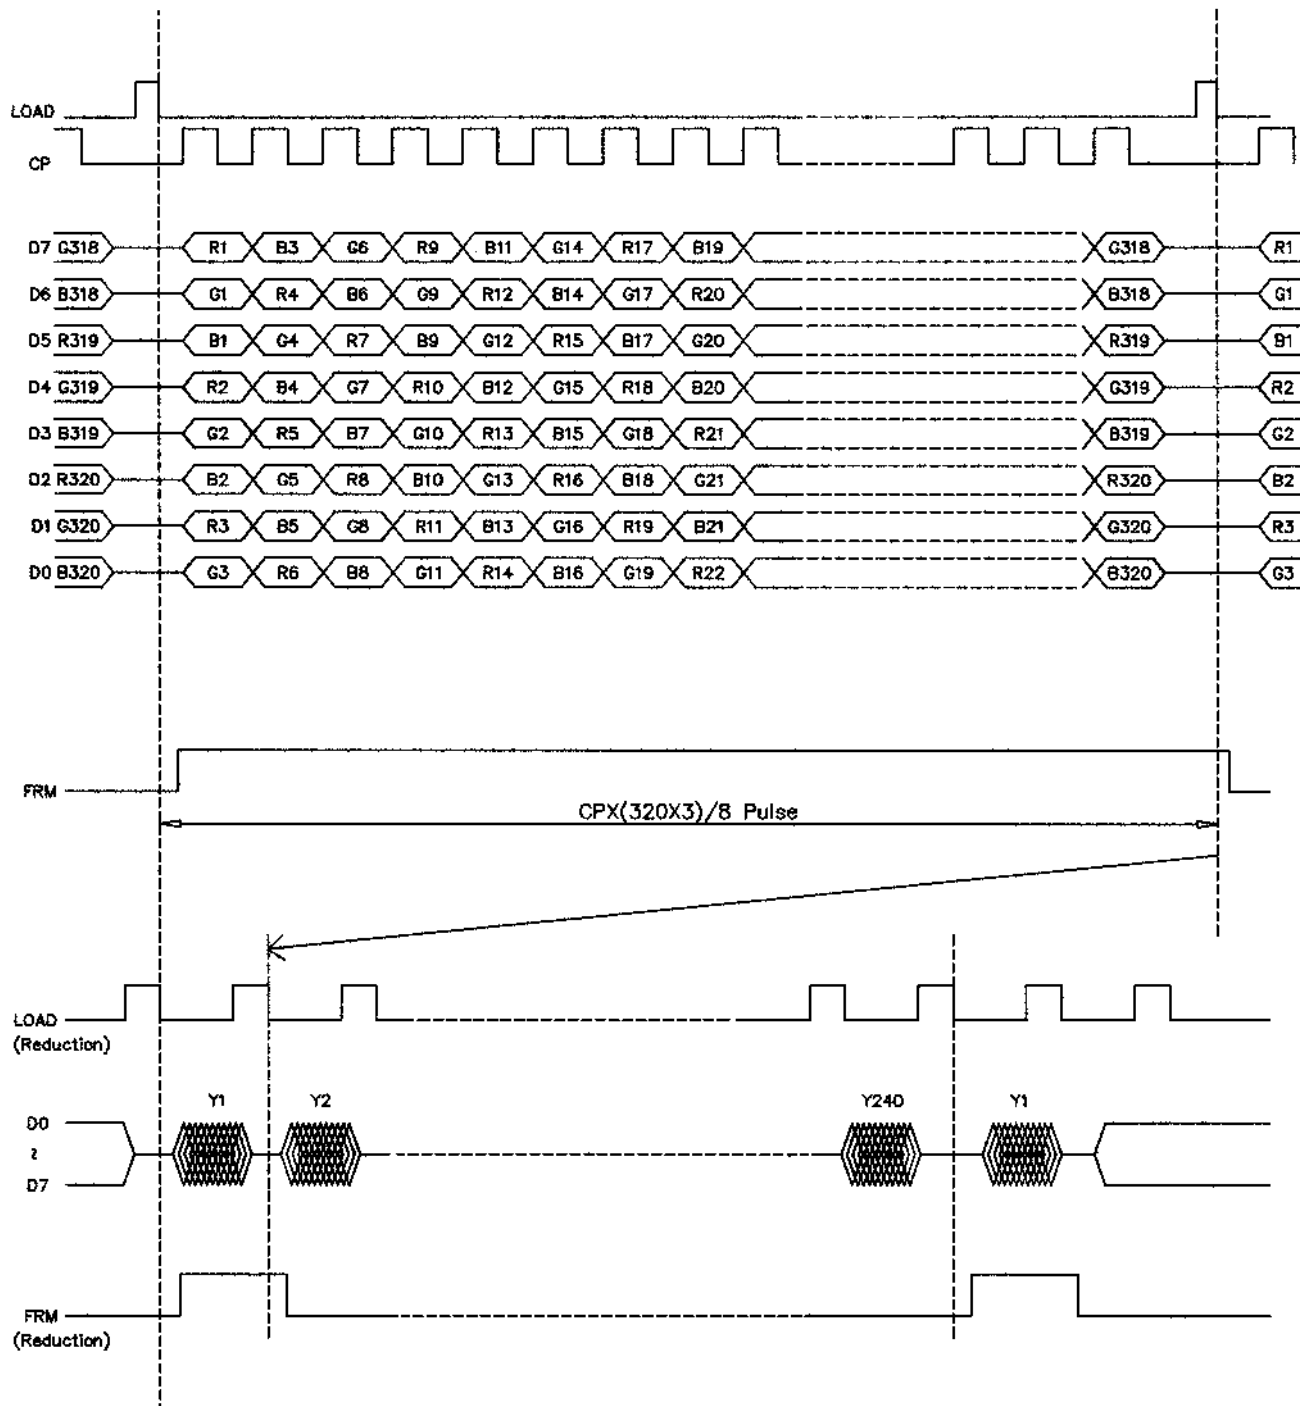 LOAD
CP
D7 G318 R1 B3 G6 R9 B11 G14 R17 B19 G318 R1
D6 B318 G1 R4 B6 G9 R12 B14 G17 R20 B318 G1
D5 R319 B1 G4 R7 B9 G12 R15 B17 G20 R319 B1
D4 G319 R2 B4 G7 R10 B12 G15 R18 B20 G319 R2
D3 B319 G2 R5 B7 G10 R13 B15 G18 R21 B319 G2
D2 R320 B2 G5 R8 B10 G13 R16 B18 G21 R320 B2
D1 G320 R3 B5 G8 R11 B13 G16 R19 B21 G320 R3
D0 B320 G3 R6 B8 G11 R14 B16 G19 R22 B320 G3
FRM
CPX(320X3)/8 Pulse
LOAD
(Reduction)
Y1 Y2 Y240 Y1
D0
~
D7
FRM
(Reduction)